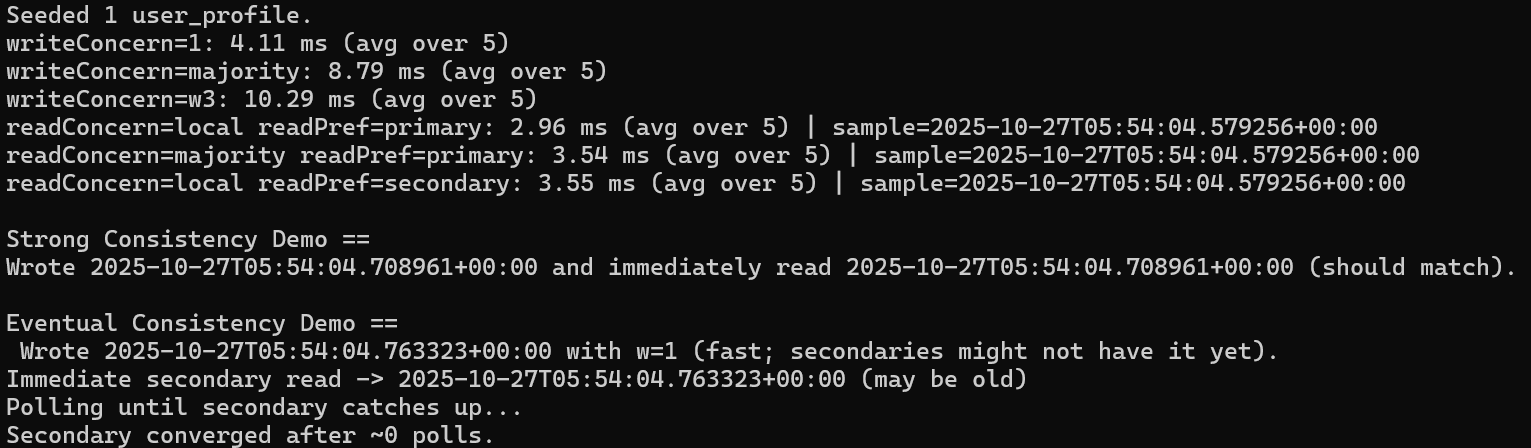 Seeded 1 user_profile.
writeConcern=1: 4.11 ms (avg over 5)
writeConcern=majority: 8.79 ms (avg over 5)
writeConcern=w3: 10.29 ms (avg over 5)
readConcern=local readPref=primary: 2.96 ms (avg over 5) | sample=2025-10-27T05:54:04.579256+00:00
readConcern=majority readPref=primary: 3.54 ms (avg over 5) | sample=2025-10-27T05:54:04.579256+00:00
readConcern=local readPref=secondary: 3.55 ms (avg over 5) | sample=2025-10-27T05:54:04.579256+00:00

Strong Consistency Demo ==
Wrote 2025-10-27T05:54:04.708961+00:00 and immediately read 2025-10-27T05:54:04.708961+00:00 (should match).

Eventual Consistency Demo ==
 Wrote 2025-10-27T05:54:04.763323+00:00 with w=1 (fast; secondaries might not have it yet).
Immediate secondary read -> 2025-10-27T05:54:04.763323+00:00 (may be old)
Polling until secondary catches up...
Secondary converged after ~0 polls.